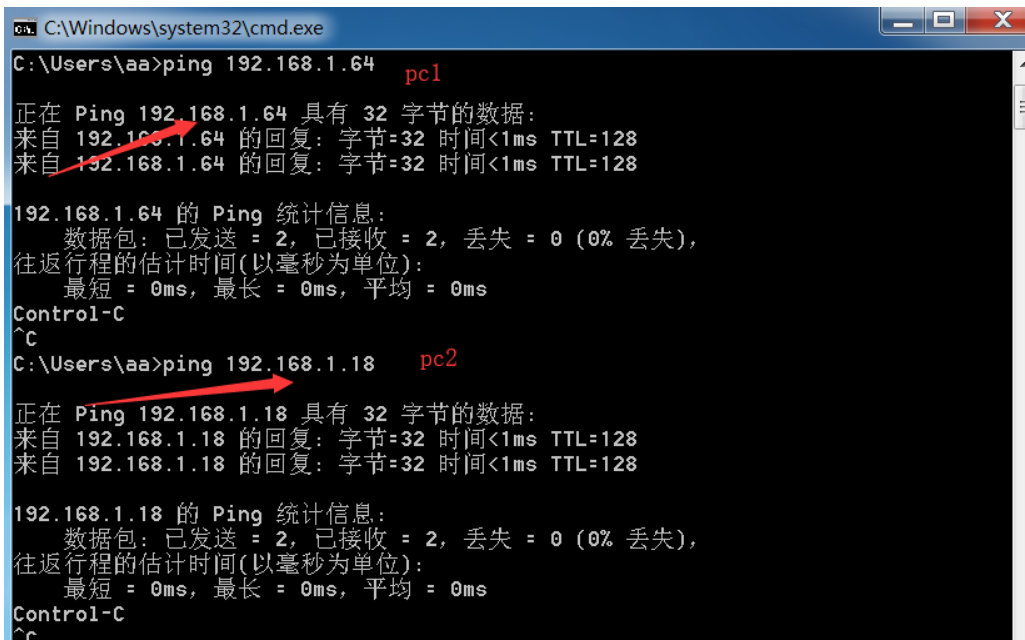 C:\Windows\system32\cmd.exe
C:\Users\aa>ping 192.168.1.64 pc1
正在 Ping 192.168.1.64 具有 32 字节的数据:
来自 192.168.1.64 的回复: 字节=32 时间<1ms TTL=128
来自 192.168.1.64 的回复: 字节=32 时间<1ms TTL=128
192.168.1.64 的 Ping 统计信息:
数据包: 已发送 = 2, 已接收 = 2, 丢失 = 0 (0% 丢失),
往返行程的估计时间(以毫秒为单位):
最短 = 0ms, 最长 = 0ms, 平均 = 0ms
Control-C
^C
C:\Users\aa>ping 192.168.1.18 pc2
正在 Ping 192.168.1.18 具有 32 字节的数据:
来自 192.168.1.18 的回复: 字节=32 时间<1ms TTL=128
来自 192.168.1.18 的回复: 字节=32 时间<1ms TTL=128
192.168.1.18 的 Ping 统计信息:
数据包: 已发送 = 2, 已接收 = 2, 丢失 = 0 (0% 丢失),
往返行程的估计时间(以毫秒为单位):
最短 = 0ms, 最长 = 0ms, 平均 = 0ms
Control-C
^C